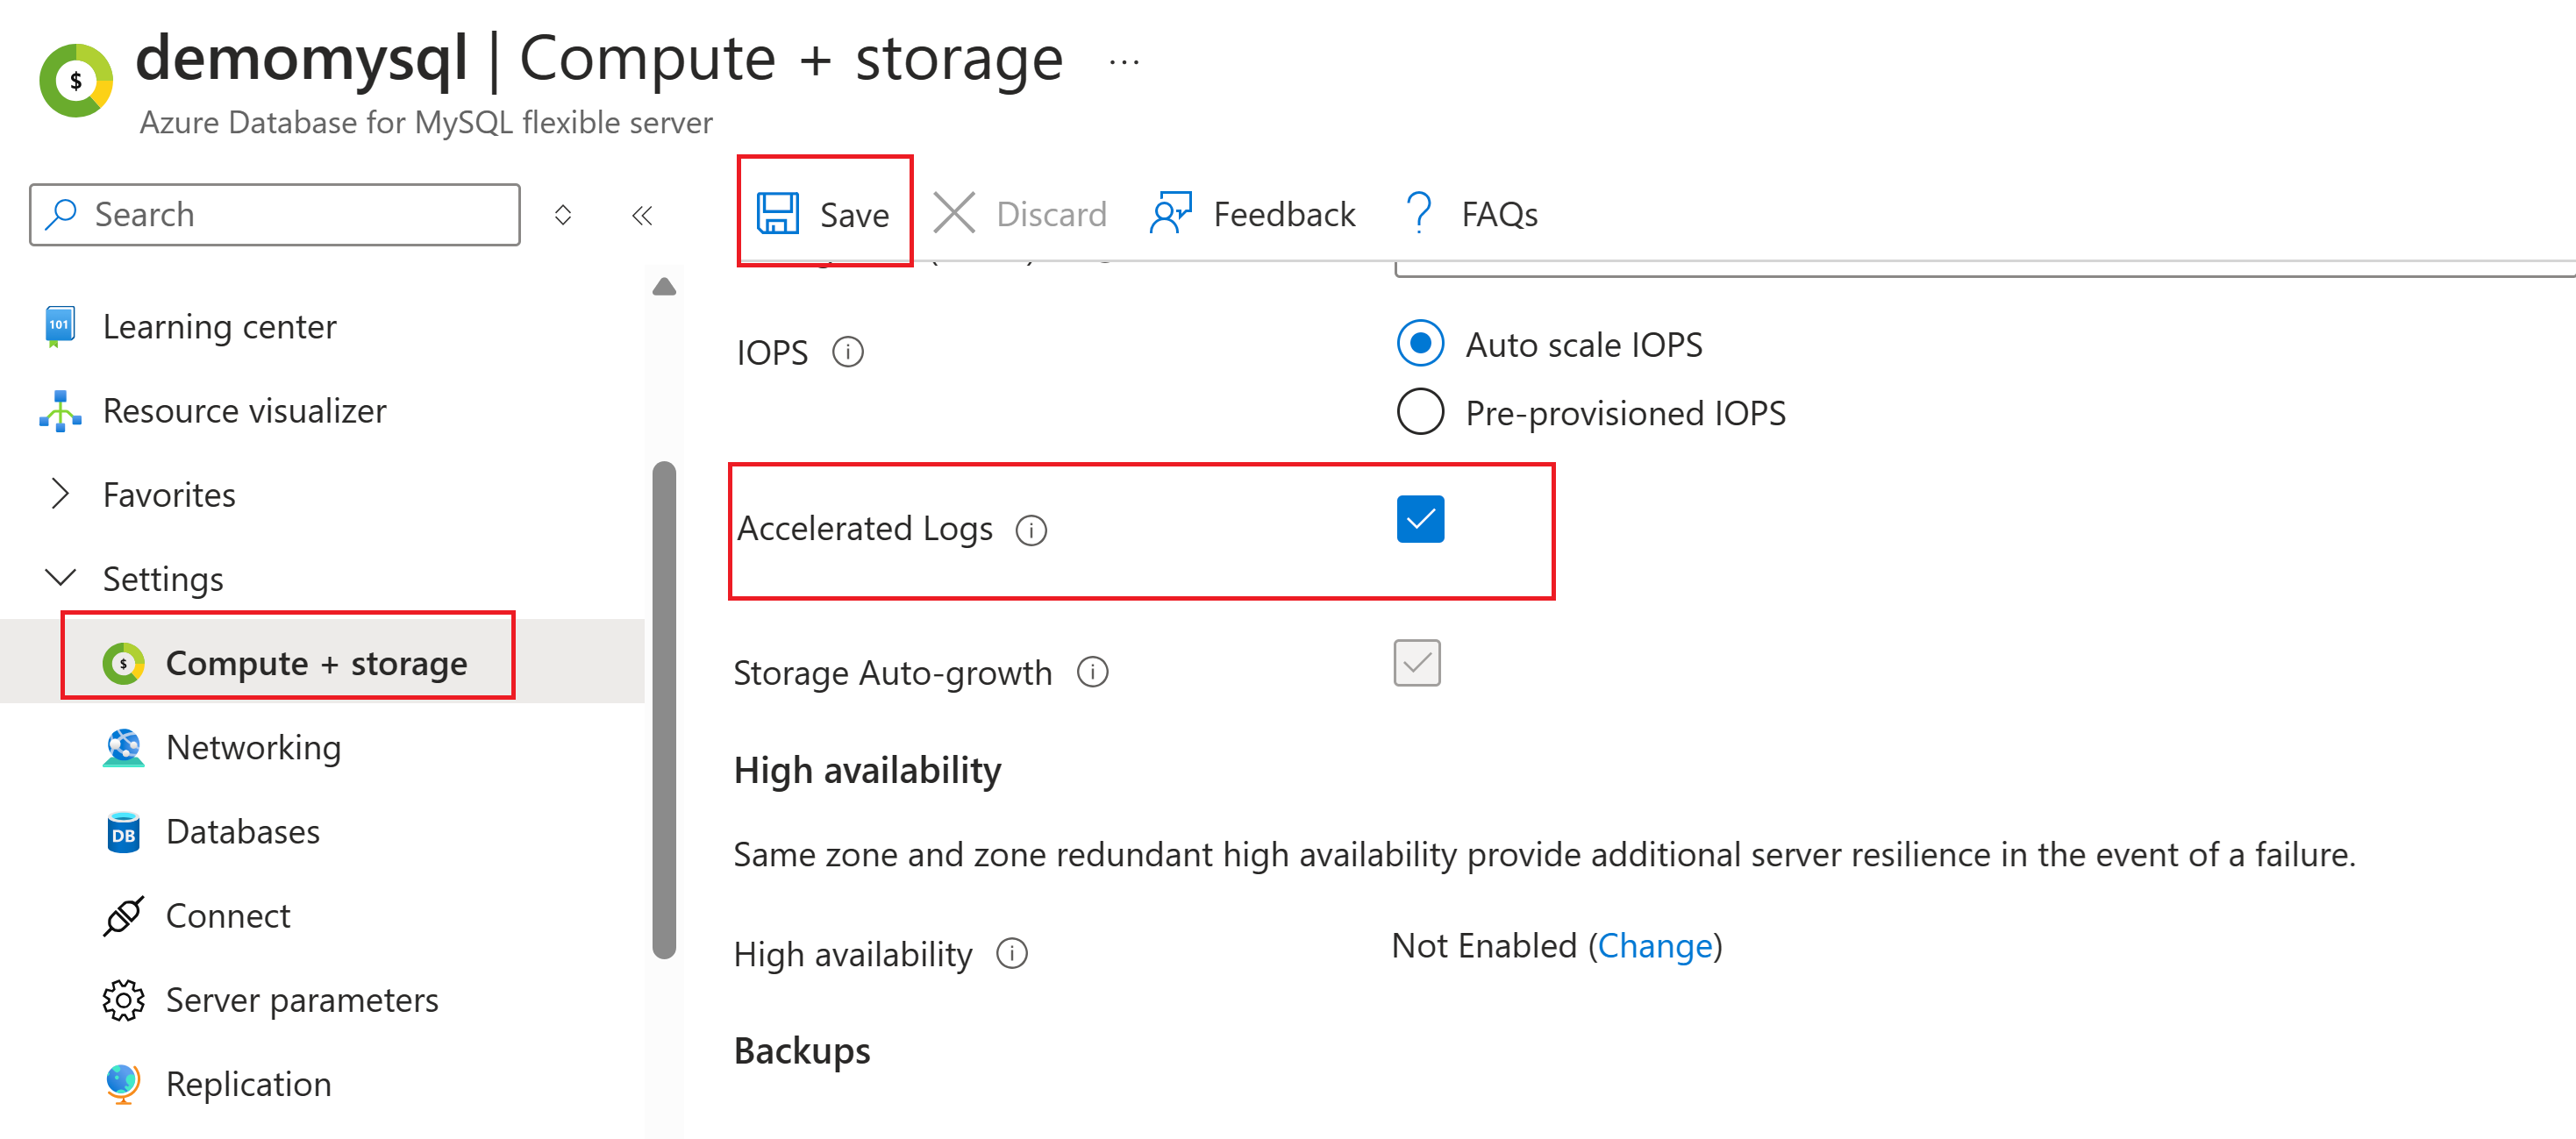 demomysql | Compute + storage ...
Azure Database for MySQL flexible server
Search
Save
Discard
Feedback
FAQs
Learning center
Resource visualizer
Favorites
Settings
Compute + storage
Networking
Databases
Connect
Server parameters
Replication
IOPS
Auto scale IOPS
Pre-provisioned IOPS
Accelerated Logs
Storage Auto-growth
High availability
Same zone and zone redundant high availability provide additional server resilience in the event of a failure.
High availability
Not Enabled (Change)
Backups